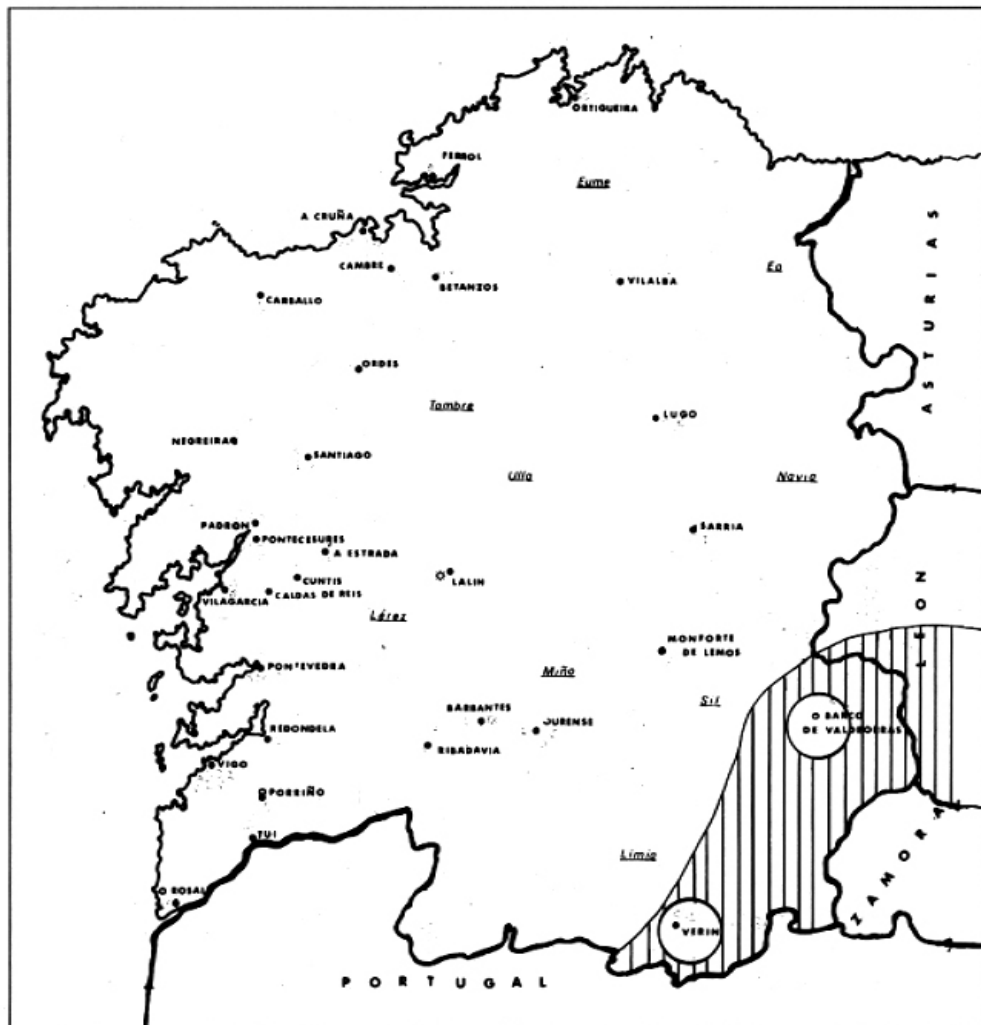 ORTIGUEIRA
FERROL
Eume
A CRUÑA
CAMBRE
BETANZOS
VILALBA
Eo
CARBALLO
ASTURIAS
ORDES
Tambre
LUGO
NEGREIRA
SANTIAGO
Ulla
Navia
PADRON
PONTECESURES
A ESTRADA
SARRIA
CUNTIS
LALIN
VILAGARCIA
CALDAS DE REIS
LEON
Lérez
MONFORTE
DE LEMOS
PONTEVEDRA
Miño
Sil
BARBANTES
O BARCO
DE VALDEORRAS
REDONDELA
OURENSE
RIBADAVIA
VIGO
O PORRIÑO
TUI
ZAMORA
Limia
O ROSAL
VERIN
PORTUGAL